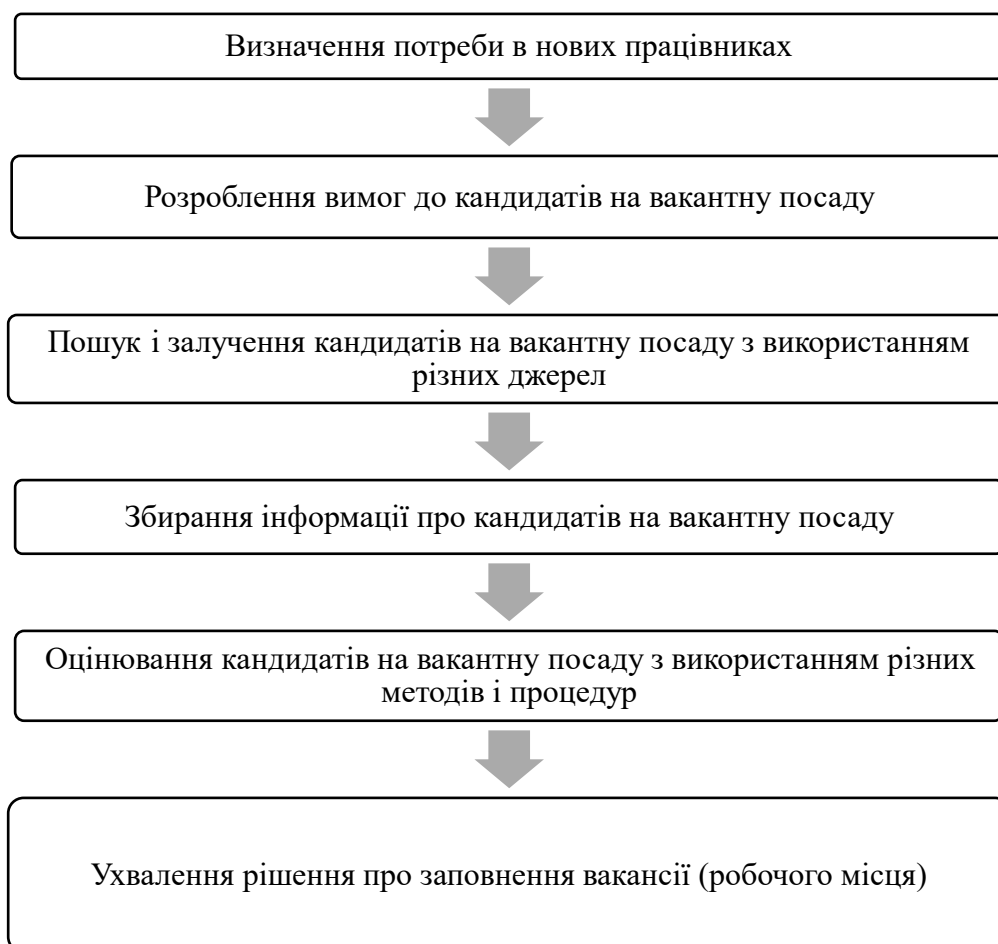 Визначення потреби в нових працівниках
Розроблення вимог до кандидатів на вакантну посаду
Пошук і залучення кандидатів на вакантну посаду з використанням
різних джерел
Збирання інформації про кандидатів на вакантну посаду
Оцінювання кандидатів на вакантну посаду з використанням різних
методів і процедур
Ухвалення рішення про заповнення вакансії (робочого місця)